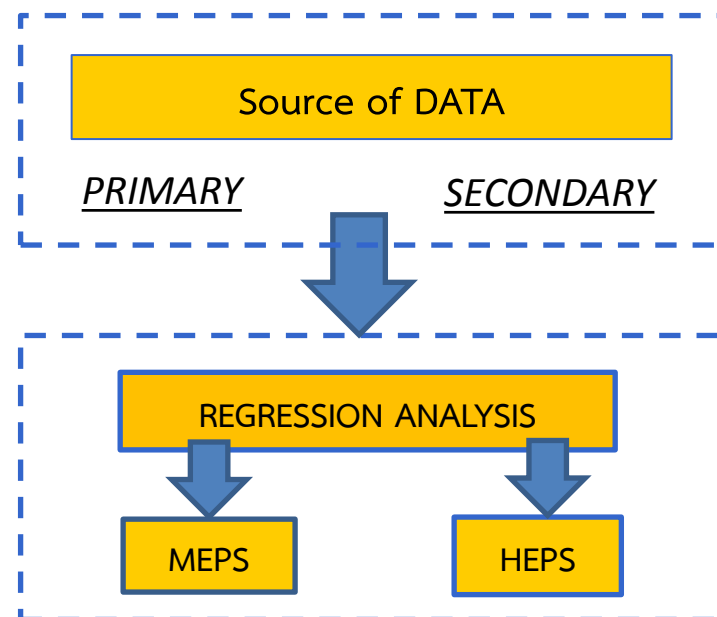 Source of DATA
PRIMARY SECONDARY
REGRESSION ANALYSIS
MEPS HEPS